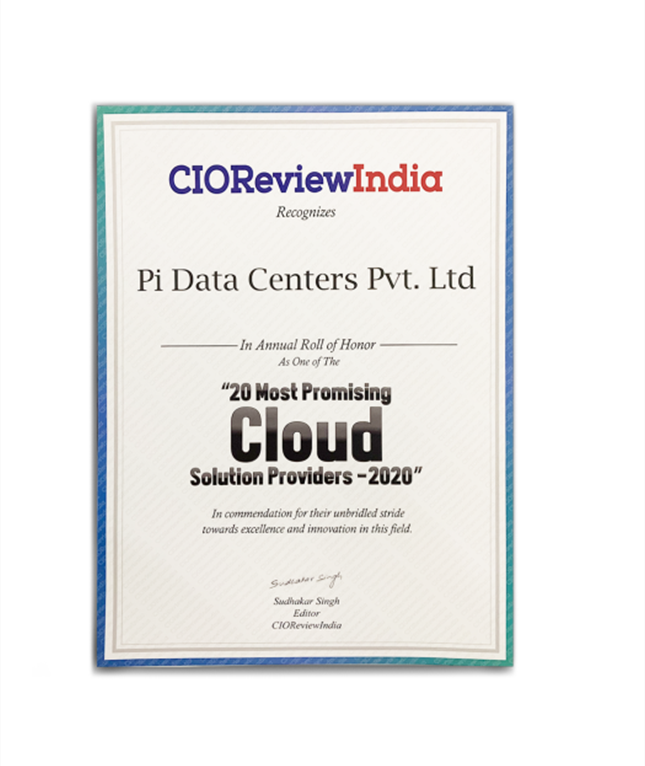 CIOReviewIndia
Recognizes
Pi Data Centers Pvt. Ltd
In Annual Roll of Honor
As One of The
“20 Most Promising
Cloud
Solution Providers – 2020”
In commendation for their unbridled stride
towards excellence and innovation in this field.
Sudhakar Singh
Sudhakar Singh
Editor
CIOReviewIndia